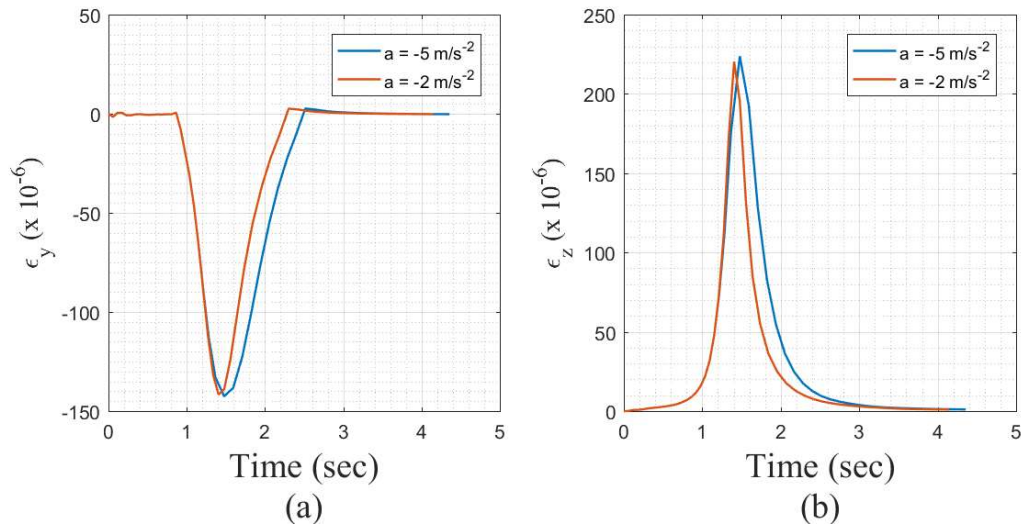 50
0
-50
-100
-150
ϵy (x 10-6)
a = -5 m/s-2
a = -2 m/s-2
0
1
2
3
4
5
Time (sec)
(a)
250
200
150
100
50
0
ϵz (x 10-6)
a = -5 m/s-2
a = -2 m/s-2
0
1
2
3
4
5
Time (sec)
(b)